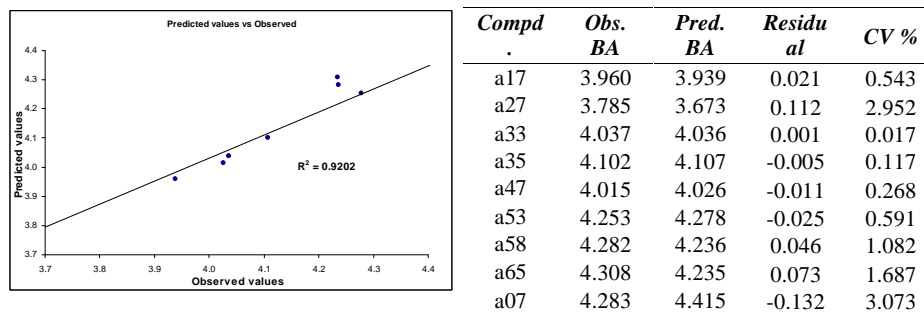 Predicted values vs Observed
4.4
4.3
4.2
4.1
4.0
3.9
3.8
3.7
Predicted values
R² = 0.9202
3.7 3.8 3.9 4.0 4.1 4.2 4.3 4.4
Observed values
Compd. Obs. BA Pred. BA Residual CV %
a17 3.960 3.939 0.021 0.543
a27 3.785 3.673 0.112 2.952
a33 4.037 4.036 0.001 0.017
a35 4.102 4.107 -0.005 0.117
a47 4.015 4.026 -0.011 0.268
a53 4.253 4.278 -0.025 0.591
a58 4.282 4.236 0.046 1.082
a65 4.308 4.235 0.073 1.687
a07 4.283 4.415 -0.132 3.073